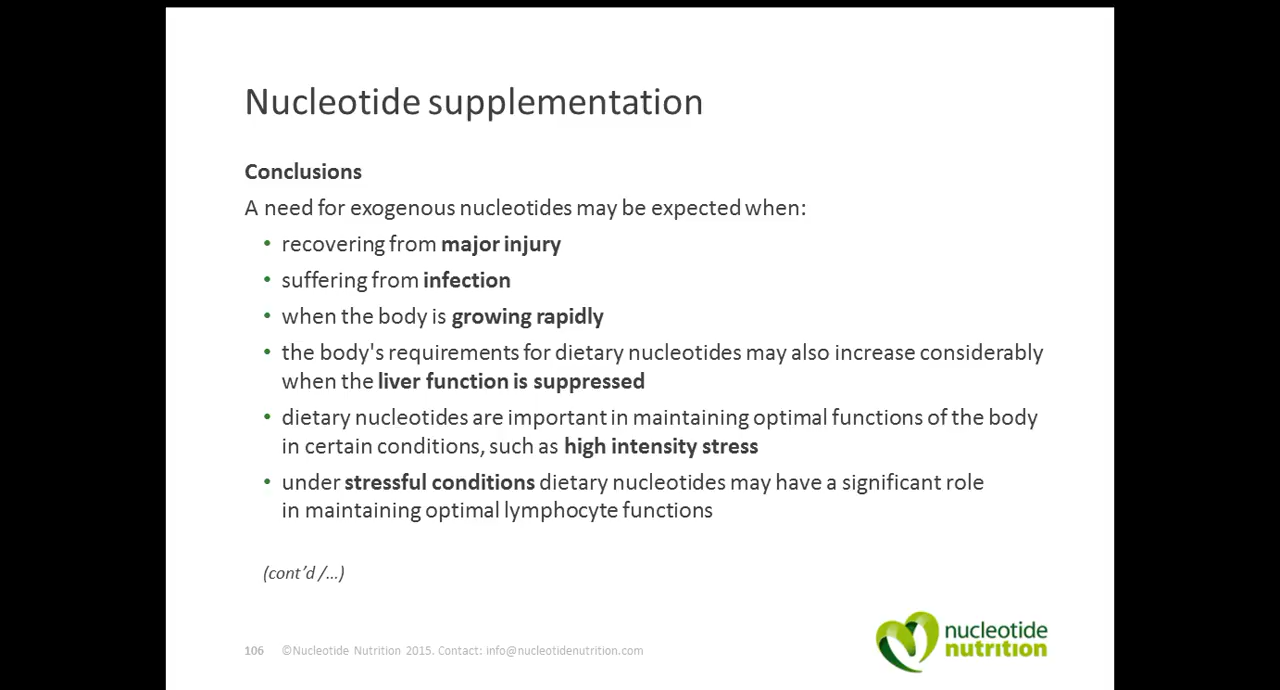 Nucleotide supplementation
Conclusions
A need for exogenous nucleotides may be expected when:
• recovering from major injury
• suffering from infection
• when the body is growing rapidly
• the body's requirements for dietary nucleotides may also increase considerably
when the liver function is suppressed
• dietary nucleotides are important in maintaining optimal functions of the body
in certain conditions, such as high intensity stress
• under stressful conditions dietary nucleotides may have a significant role
in maintaining optimal lymphocyte functions
(cont’d /…)
106 ©Nucleotide Nutrition 2015. Contact: info@nucleotidenutrition.com
nucleotide
nutrition